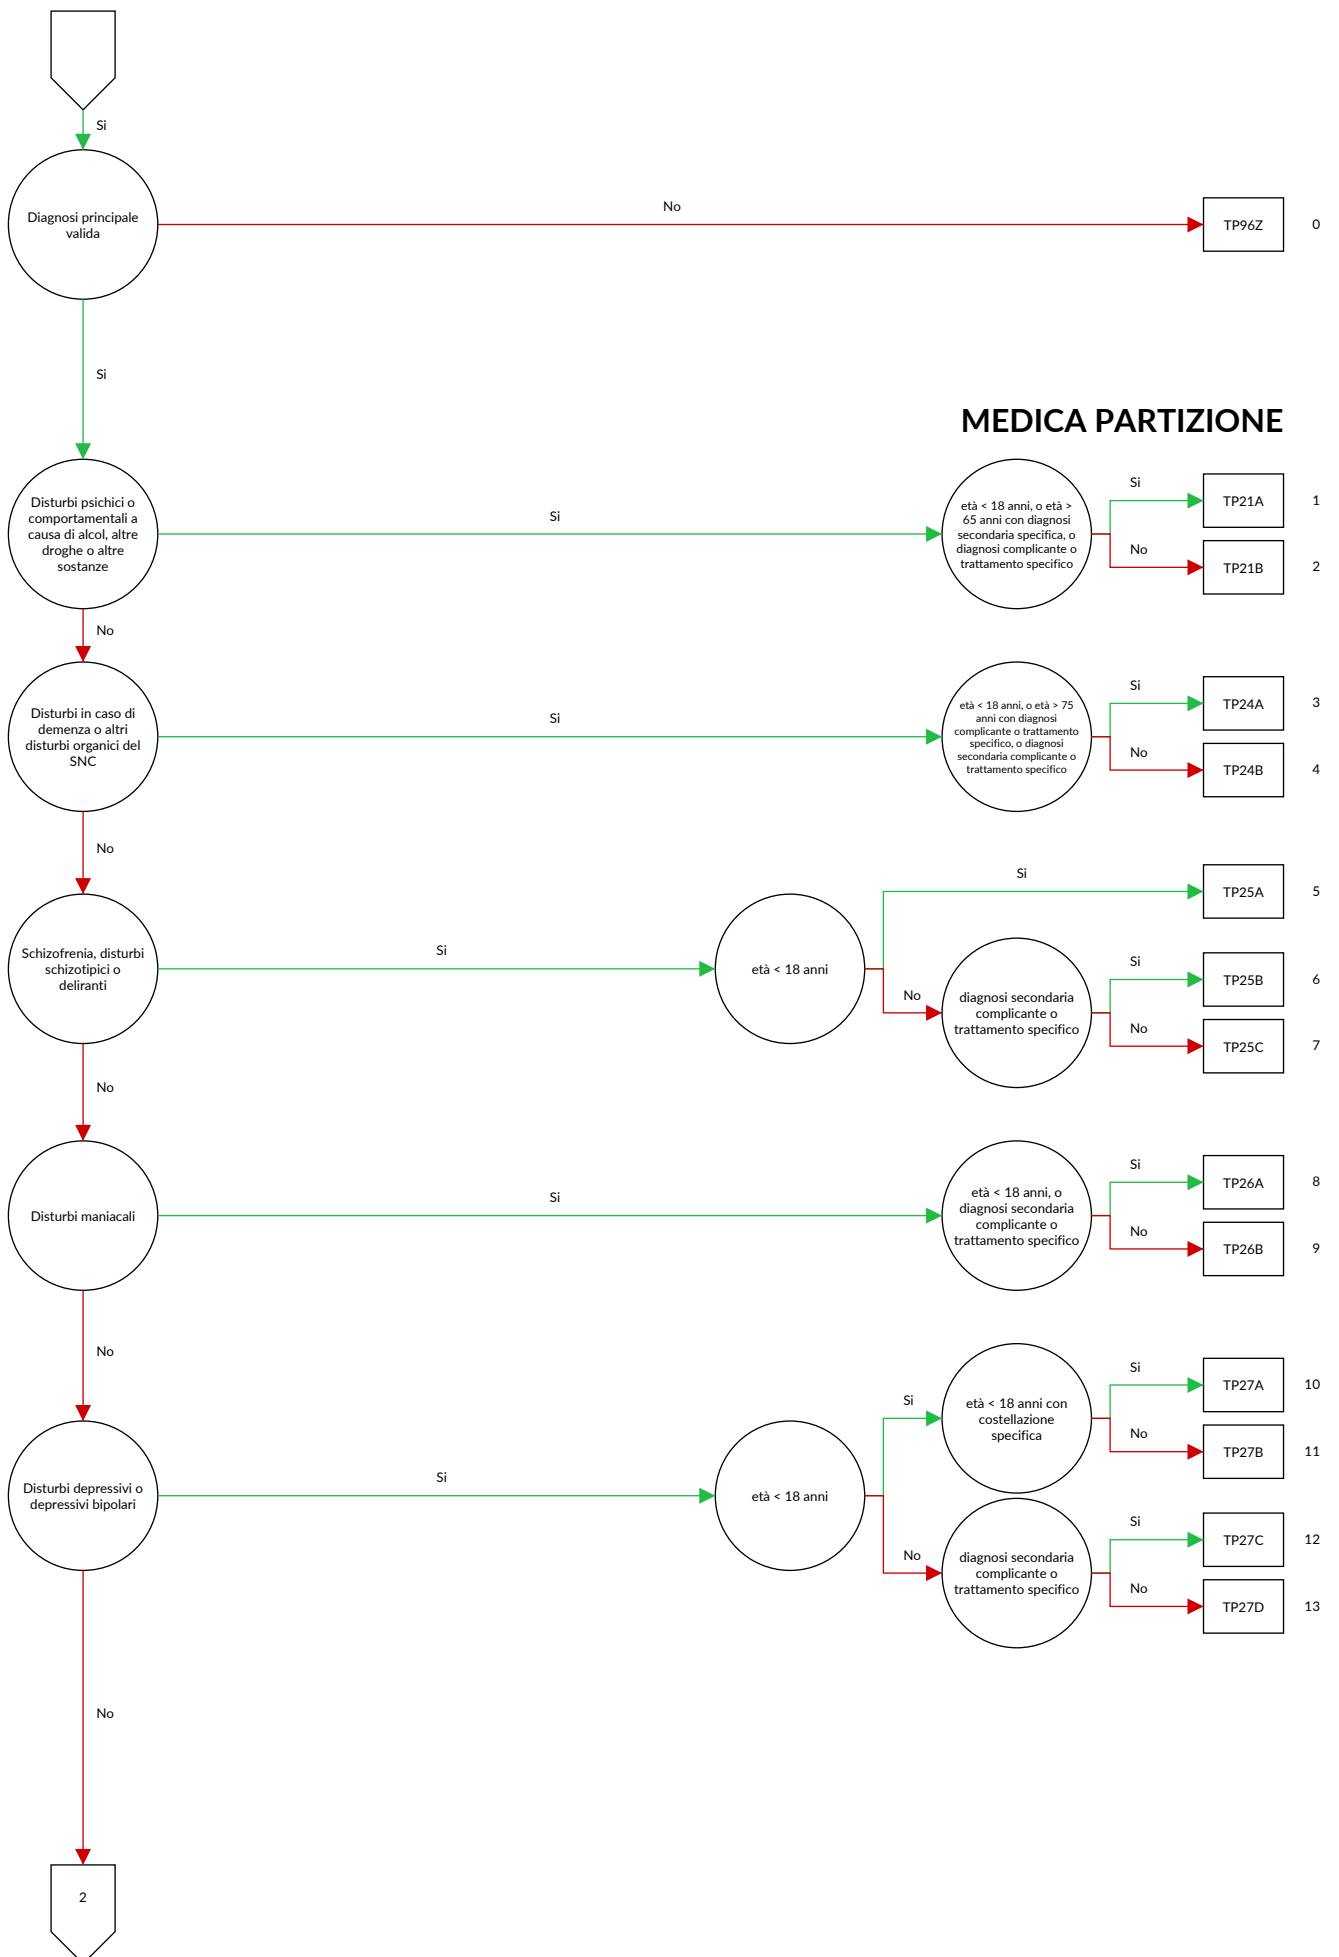 Si
Diagnosi principale
valida
No
TP96Z
0
Si
MEDICA PARTIZIONE
Disturbi psichici o
comportamentali a
causa di alcol, altre
droghe o altre
sostanze
Si
età < 18 anni, o età >
65 anni con diagnosi
secondaria specifica, o
diagnosi complicante o
trattamento specifico
Si
TP21A
1
No
TP21B
2
No
Disturbi in caso di
demenza o altri
disturbi organici del
SNC
Si
età < 18 anni, o età > 75
anni con diagnosi
complicante o trattamento
specifico, o diagnosi
secondaria complicante o
trattamento specifico
Si
TP24A
3
No
TP24B
4
No
Schizofrenia, disturbi
schizotipici o
deliranti
Si
età < 18 anni
Si
TP25A
5
No
diagnosi secondaria
complicante o
trattamento specifico
Si
TP25B
6
No
TP25C
7
No
Disturbi maniacali
Si
età < 18 anni, o
diagnosi secondaria
complicante o
trattamento specifico
Si
TP26A
8
No
TP26B
9
No
Disturbi depressivi o
depressivi bipolari
Si
età < 18 anni
Si
età < 18 anni con
costellazione
specifica
Si
TP27A
10
No
TP27B
11
No
diagnosi secondaria
complicante o
trattamento specifico
Si
TP27C
12
No
TP27D
13
No
2